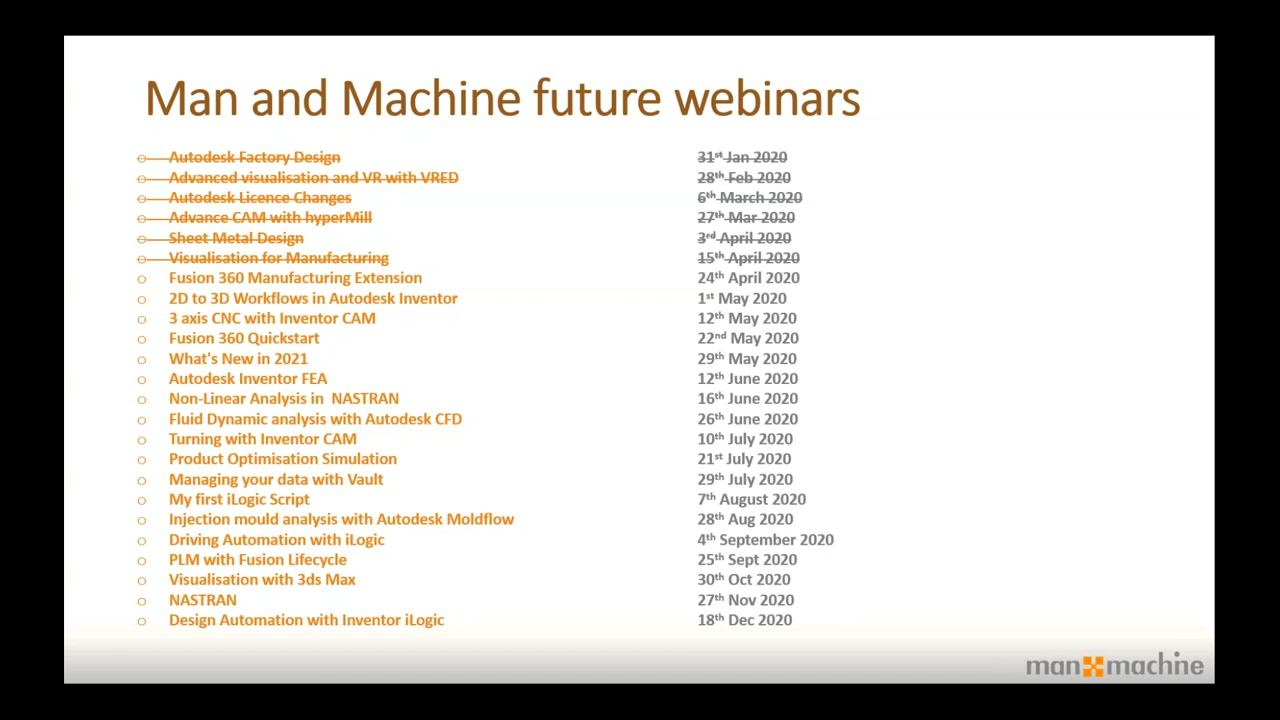 Man and Machine future webinars
o Autodesk Factory Design 31st Jan 2020
o Advanced visualisation and VR with VRED 28th Feb 2020
o Autodesk Licence Changes 6th March 2020
o Advance CAM with hyperMill 27th Mar 2020
o Sheet Metal Design 3rd April 2020
o Visualisation for Manufacturing 15th April 2020
o Fusion 360 Manufacturing Extension 24th April 2020
o 2D to 3D Workflows in Autodesk Inventor 1st May 2020
o 3 axis CNC with Inventor CAM 12th May 2020
o Fusion 360 Quickstart 22nd May 2020
o What's New in 2021 29th May 2020
o Autodesk Inventor FEA 12th June 2020
o Non-Linear Analysis in NASTRAN 16th June 2020
o Fluid Dynamic analysis with Autodesk CFD 26th June 2020
o Turning with Inventor CAM 10th July 2020
o Product Optimisation Simulation 21st July 2020
o Managing your data with Vault 29th July 2020
o My first iLogic Script 7th August 2020
o Injection mould analysis with Autodesk Moldflow 28th Aug 2020
o Driving Automation with iLogic 4th September 2020
o PLM with Fusion Lifecycle 25th Sept 2020
o Visualisation with 3ds Max 30th Oct 2020
o NASTRAN 27th Nov 2020
o Design Automation with Inventor iLogic 18th Dec 2020
man machine